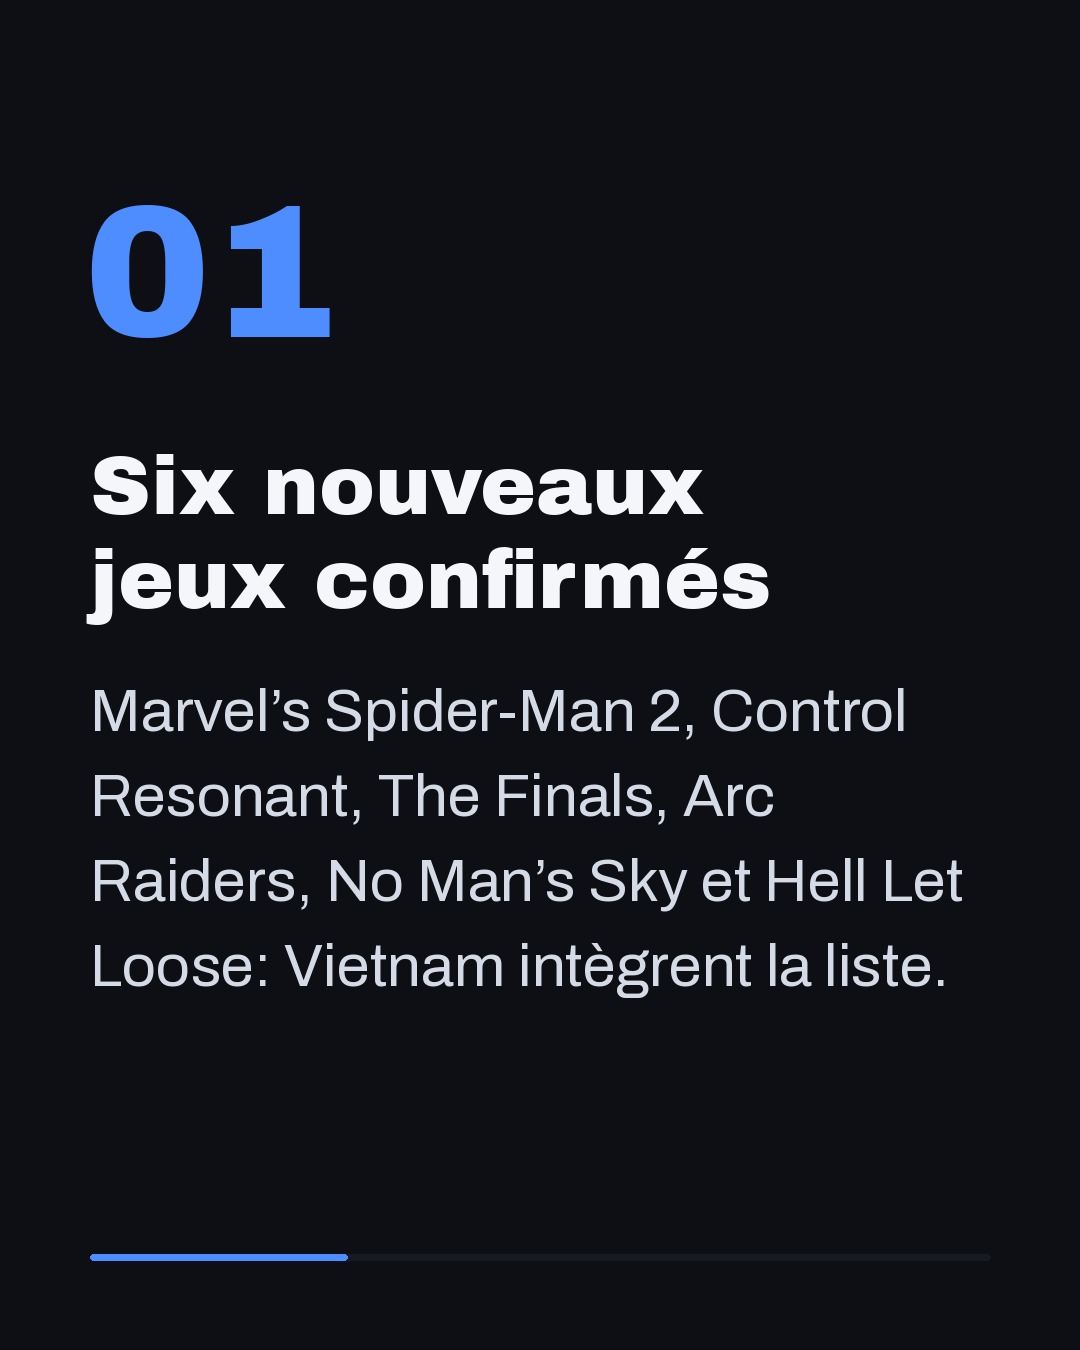 01
Six nouveaux
jeux confirmés
Marvel’s Spider-Man 2, Control
Resonant, The Finals, Arc
Raiders, No Man’s Sky et Hell Let
Loose: Vietnam intègrent la liste.